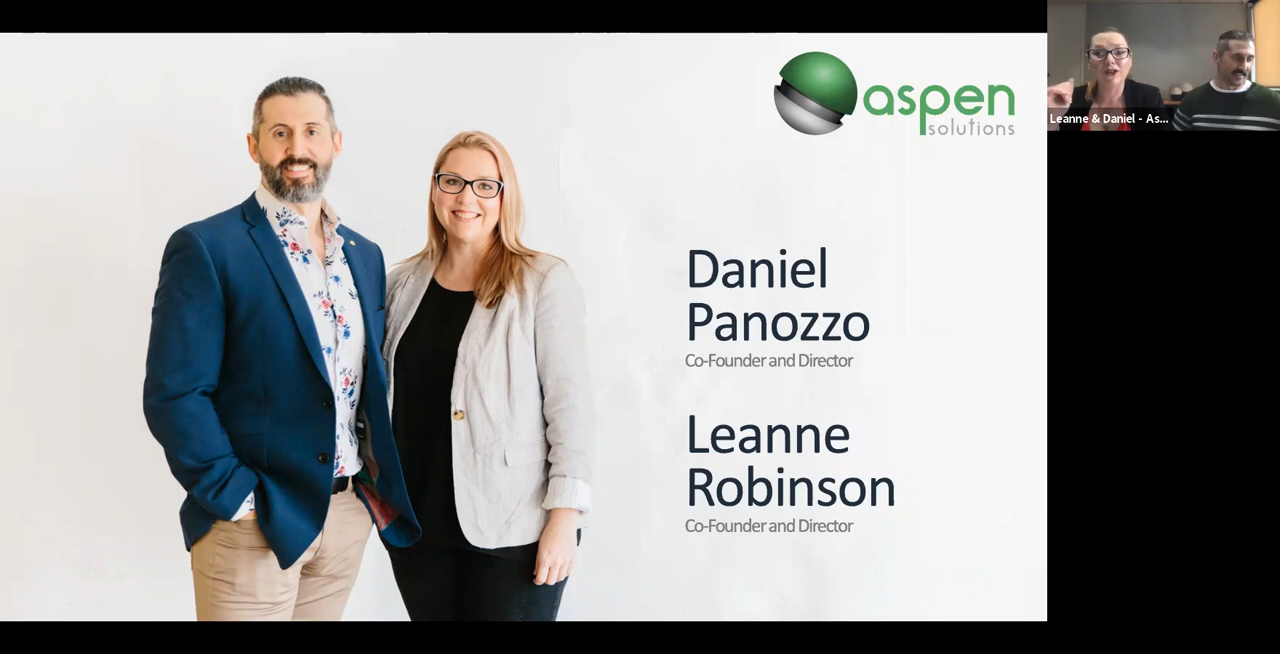 aspen
solutions
Leanne & Daniel - As...
Daniel
Panozzo
Co-Founder and Director
Leanne
Robinson
Co-Founder and Director